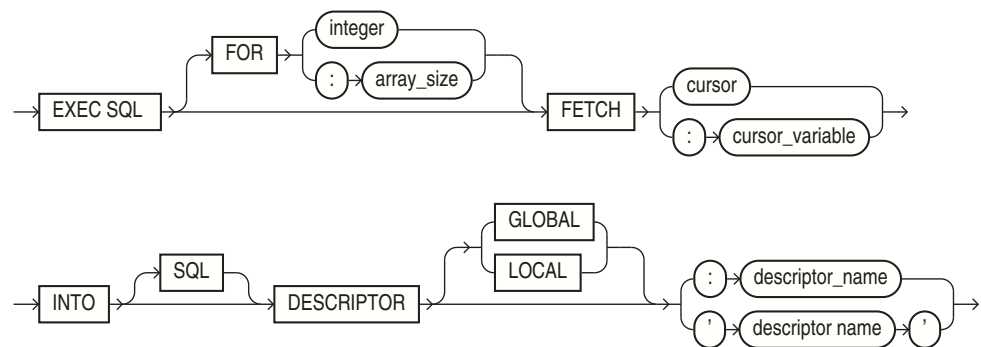 integer
FOR
: array_size
EXEC SQL
FETCH
cursor
: cursor_variable
GLOBAL
SQL
LOCAL
INTO
DESCRIPTOR
: descriptor_name
' descriptor name '